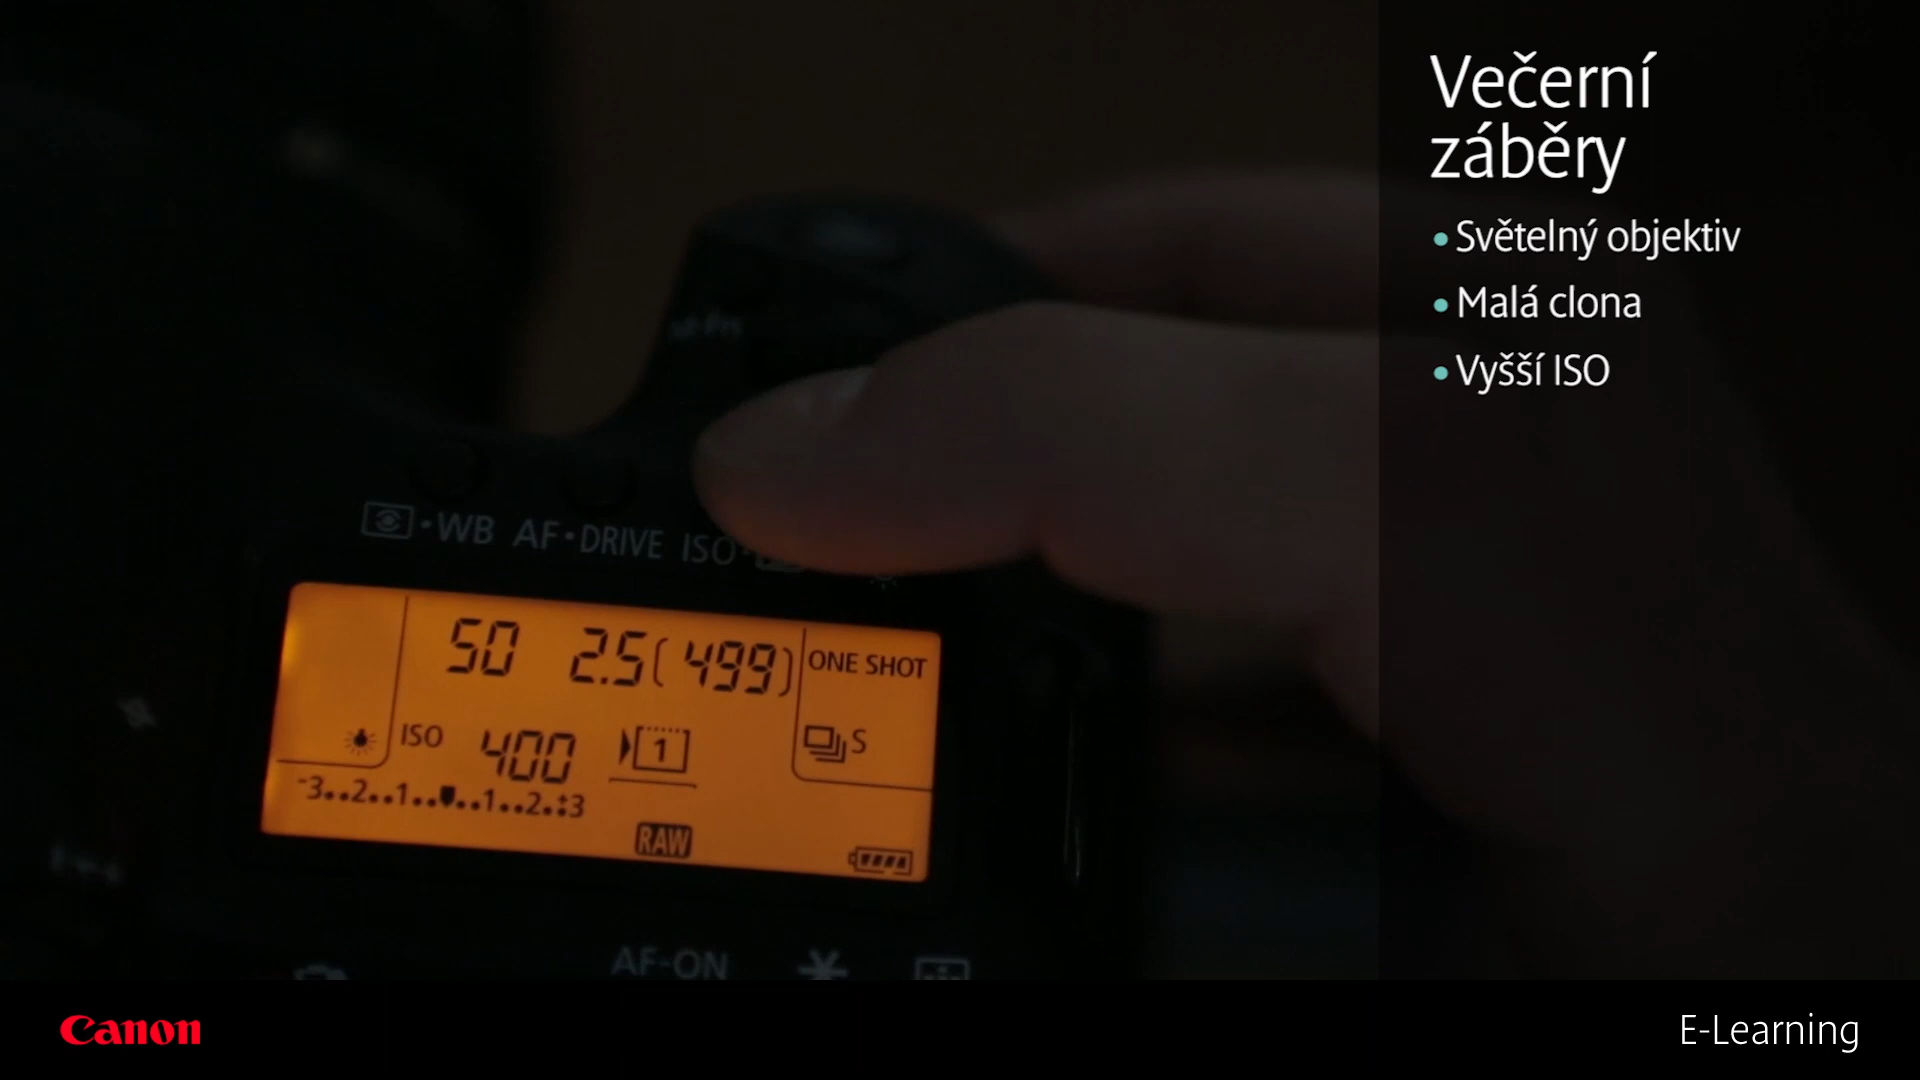 Večerní
záběry
• Světelný objektiv
• Malá clona
• Vyšší ISO
•WB AF•DRIVE ISO•
50 2.5(499) ONE SHOT
ISO 400 [1] S
-3..2..1..▼..1..2.:3
RAW
AF-ON
Canon
E-Learning